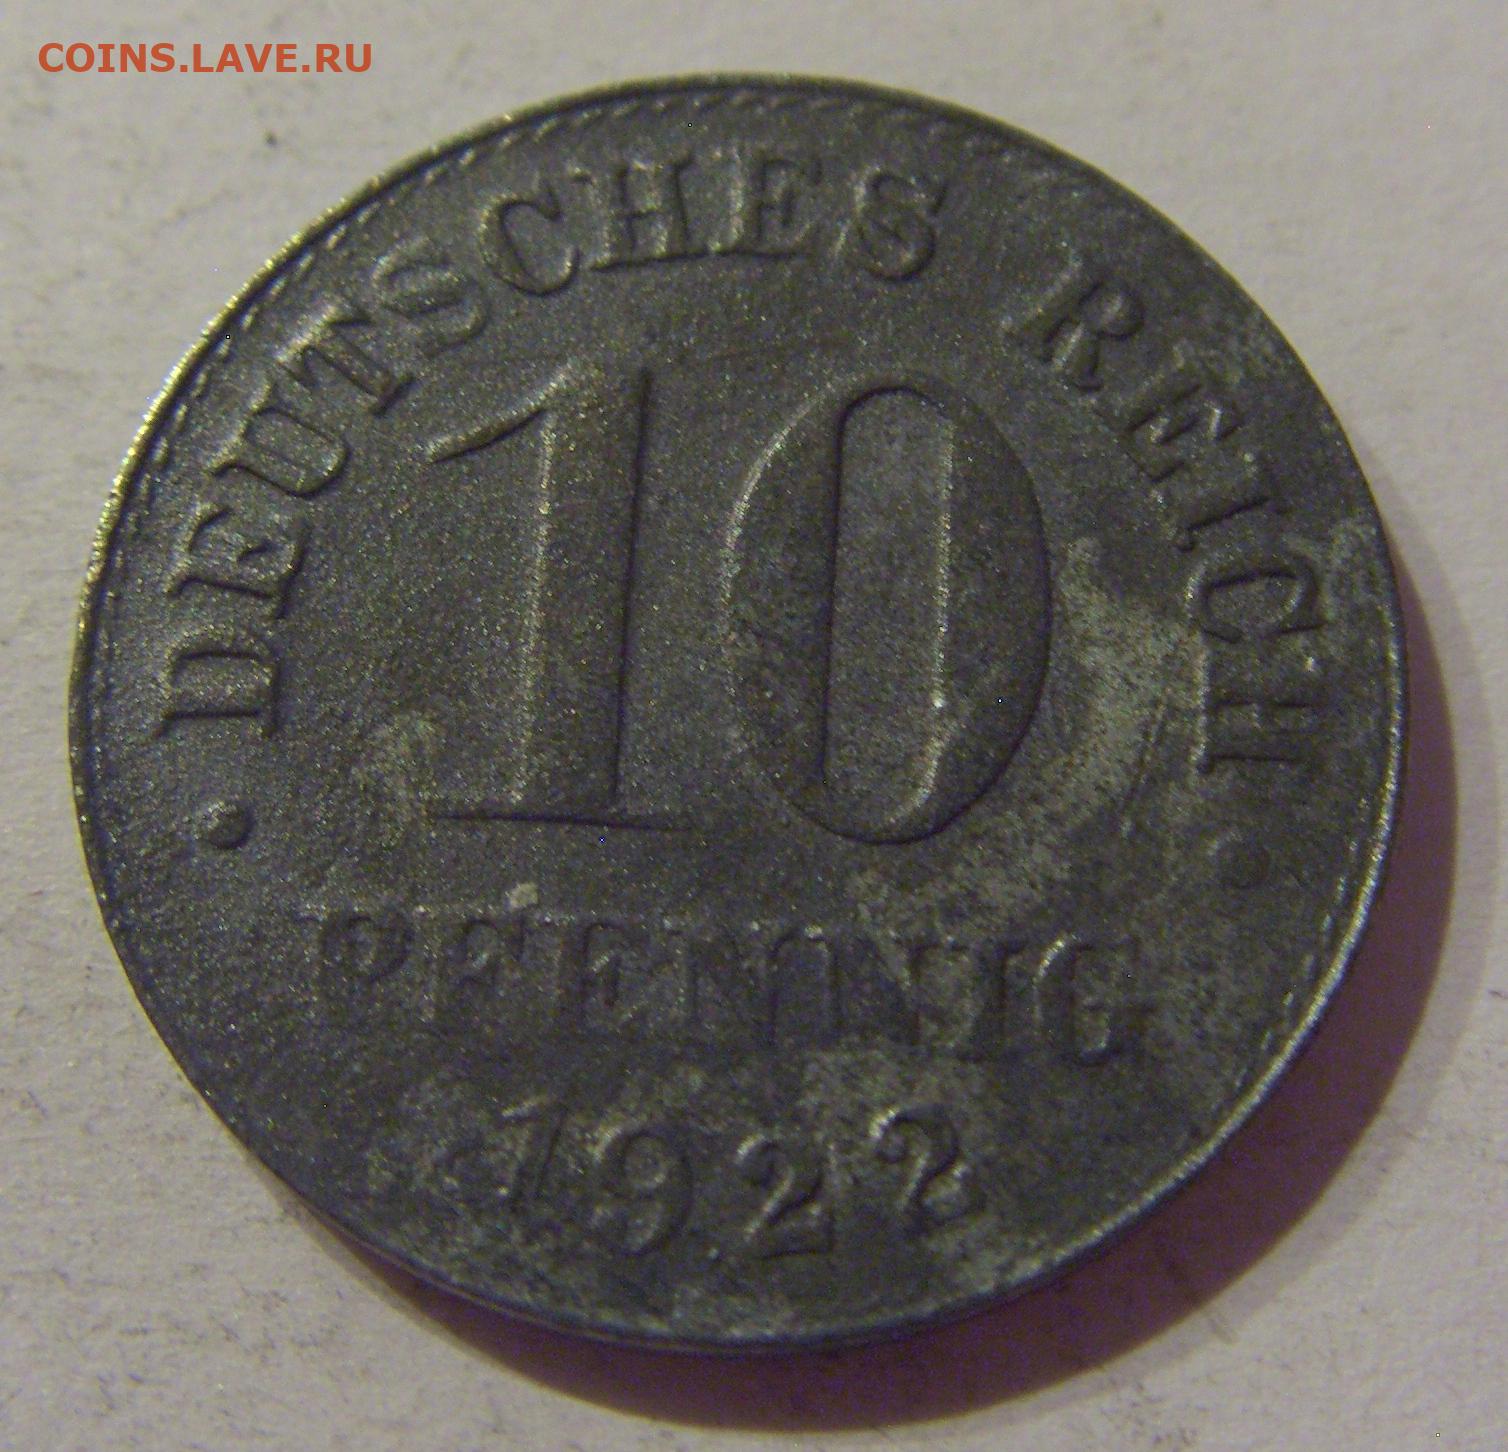 COINS.LAVE.RU
· DEUTSCHES REICH ·
10
PFENNIG
1922